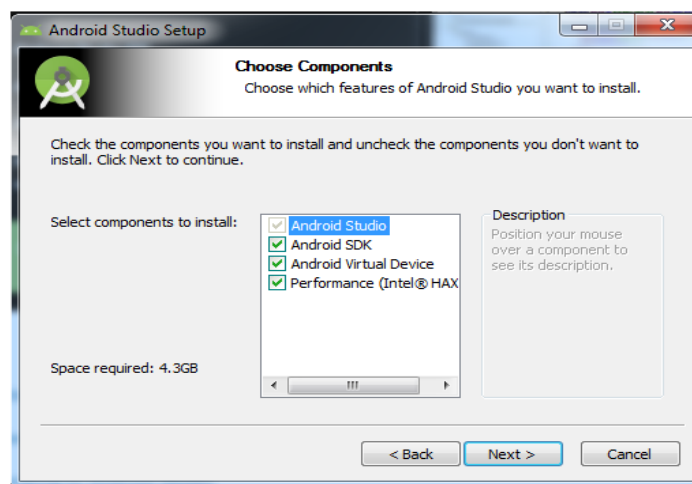 Android Studio Setup
Choose Components
Choose which features of Android Studio you want to install.
Check the components you want to install and uncheck the components you don't want to
install. Click Next to continue.
Select components to install:
Android Studio
Android SDK
Android Virtual Device
Performance (Intel® HAX
Description
Position your mouse
over a component to
see its description.
Space required: 4.3GB
< Back
Next >
Cancel